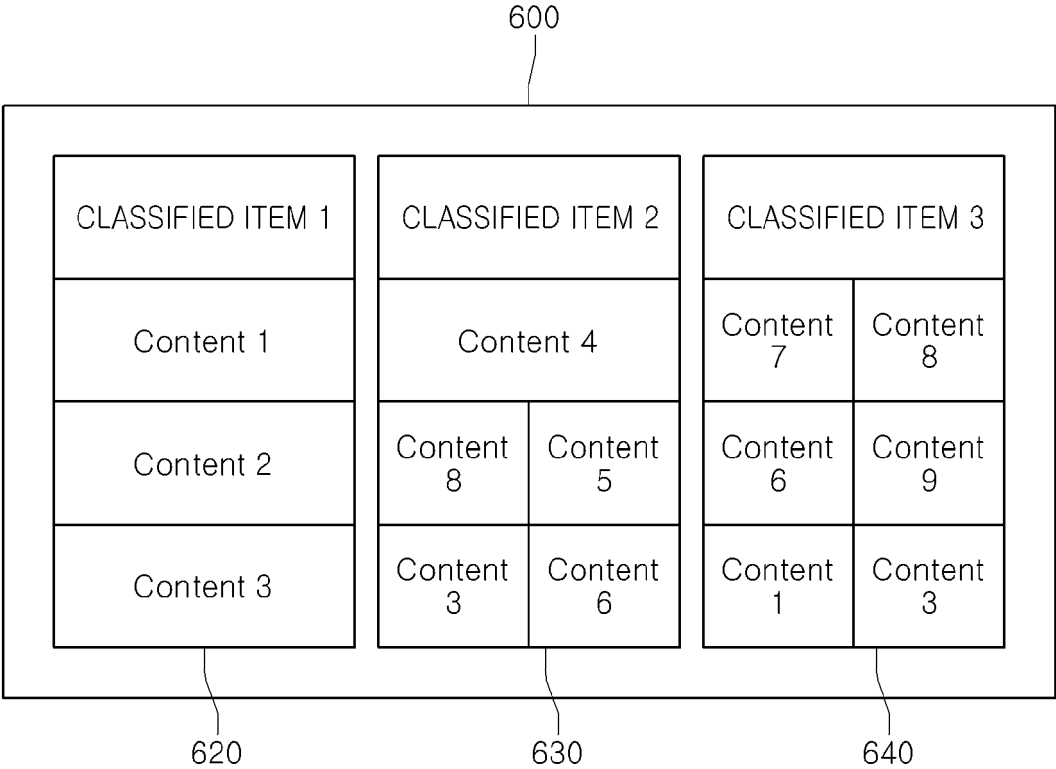 600
CLASSIFIED ITEM 1
Content 1
Content 2
Content 3
CLASSIFIED ITEM 2
Content 4
Content
8
Content
5
Content
3
Content
6
CLASSIFIED ITEM 3
Content
7
Content
8
Content
6
Content
9
Content
1
Content
3
620
630
640